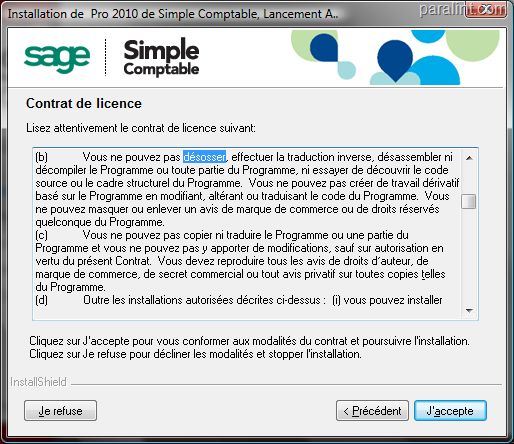 Installation de Pro 2010 de Simple Comptable, Lancement A..
paralint.com
sage
Simple
Comptable
Contrat de licence
Lisez attentivement le contrat de licence suivant:
(b) Vous ne pouvez pas désosser, effectuer la traduction inverse, désassembler ni
décompiler le Programme ou toute partie du Programme, ni essayer de découvrir le code
source ou le cadre structurel du Programme. Vous ne pouvez pas créer de travail dérivatif
basé sur le Programme en modifiant, altérant ou traduisant le code du Programme. Vous
ne pouvez masquer ou enlever un avis de marque de commerce ou de droits réservés
quelconque du Programme.
(c) Vous ne pouvez pas copier ni traduire le Programme ou une partie du
Programme et vous ne pouvez pas y apporter de modifications, sauf sur autorisation en
vertu du présent Contrat. Vous devez reproduire tous les avis de droits d'auteur, de
marque de commerce, de secret commercial ou tout avis privatif sur toutes copies telles
du Programme.
(d) Outre les installations autorisées décrites ci-dessus : (i) vous pouvez installer
Cliquez sur J'accepte pour vous conformer aux modalités du contrat et poursuivre l'installation.
Cliquez sur Je refuse pour décliner les modalités et stopper l'installation.
InstallShield
Je refuse
< Précédent
J'accepte